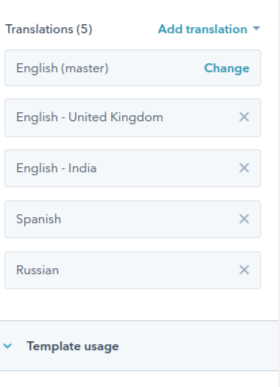 Translations (5) Add translation
English (master) Change
English - United Kingdom
English - India
Spanish
Russian
Template usage